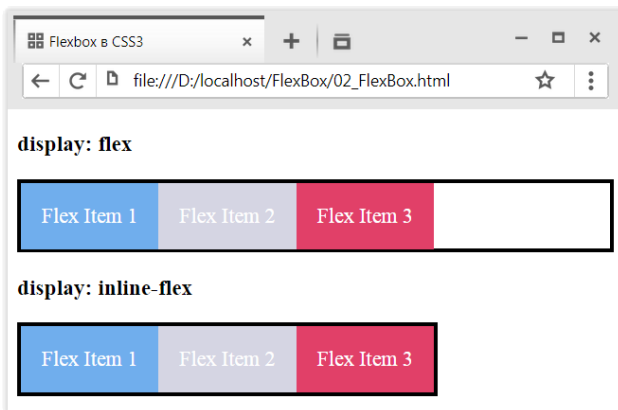 Flexbox в CSS3
file:///D:/localhost/FlexBox/02_FlexBox.html
display: flex
Flex Item 1 Flex Item 2 Flex Item 3
display: inline-flex
Flex Item 1 Flex Item 2 Flex Item 3